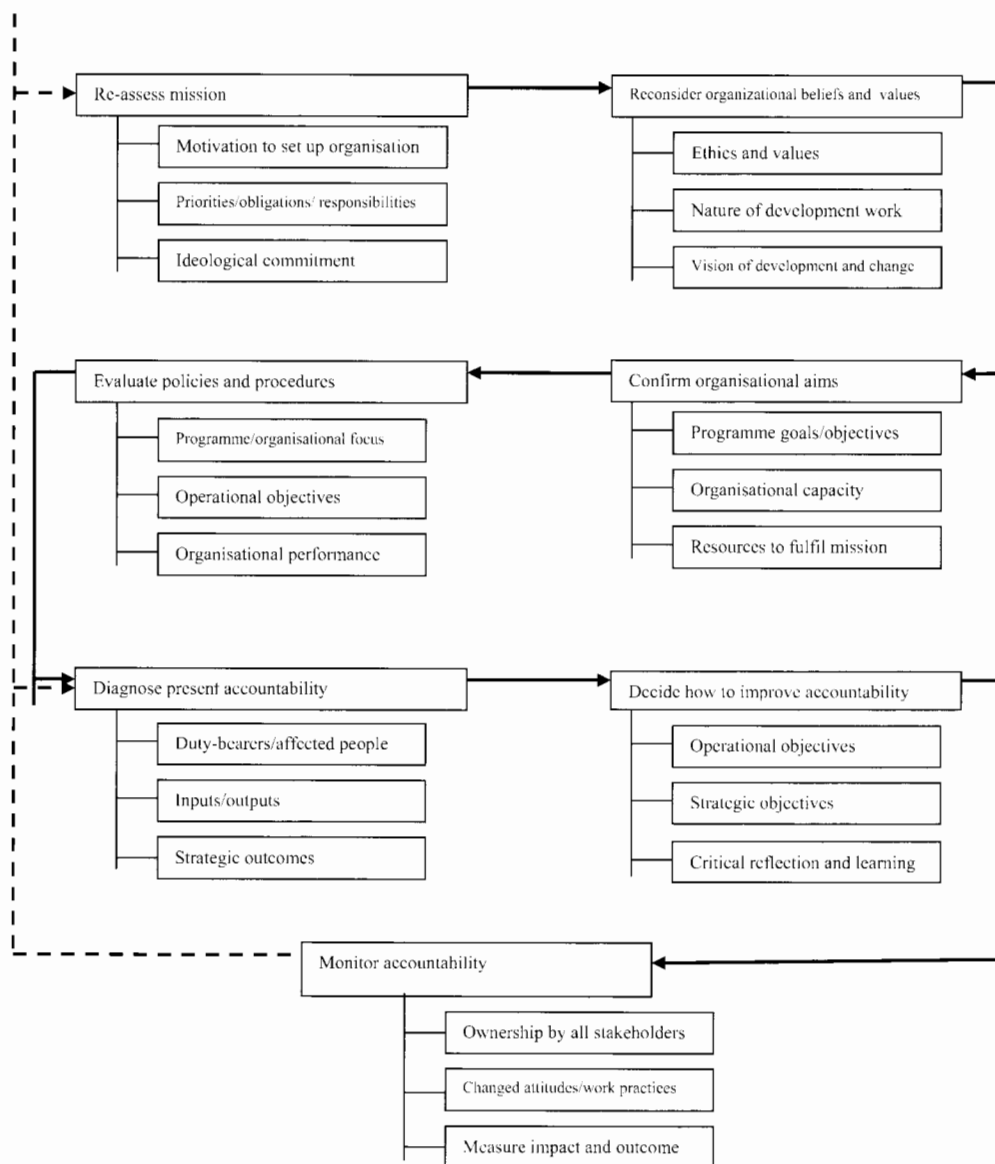 Re-assess mission
Motivation to set up organisation
Priorities/obligations/ responsibilities
Ideological commitment
Reconsider organizational beliefs and values
Ethics and values
Nature of development work
Vision of development and change
Evaluate policies and procedures
Programme/organisational focus
Operational objectives
Organisational performance
Confirm organisational aims
Programme goals/objectives
Organisational capacity
Resources to fulfil mission
Diagnose present accountability
Duty-bearers/affected people
Inputs/outputs
Strategic outcomes
Decide how to improve accountability
Operational objectives
Strategic objectives
Critical reflection and learning
Monitor accountability
Ownership by all stakeholders
Changed attitudes/work practices
Measure impact and outcome